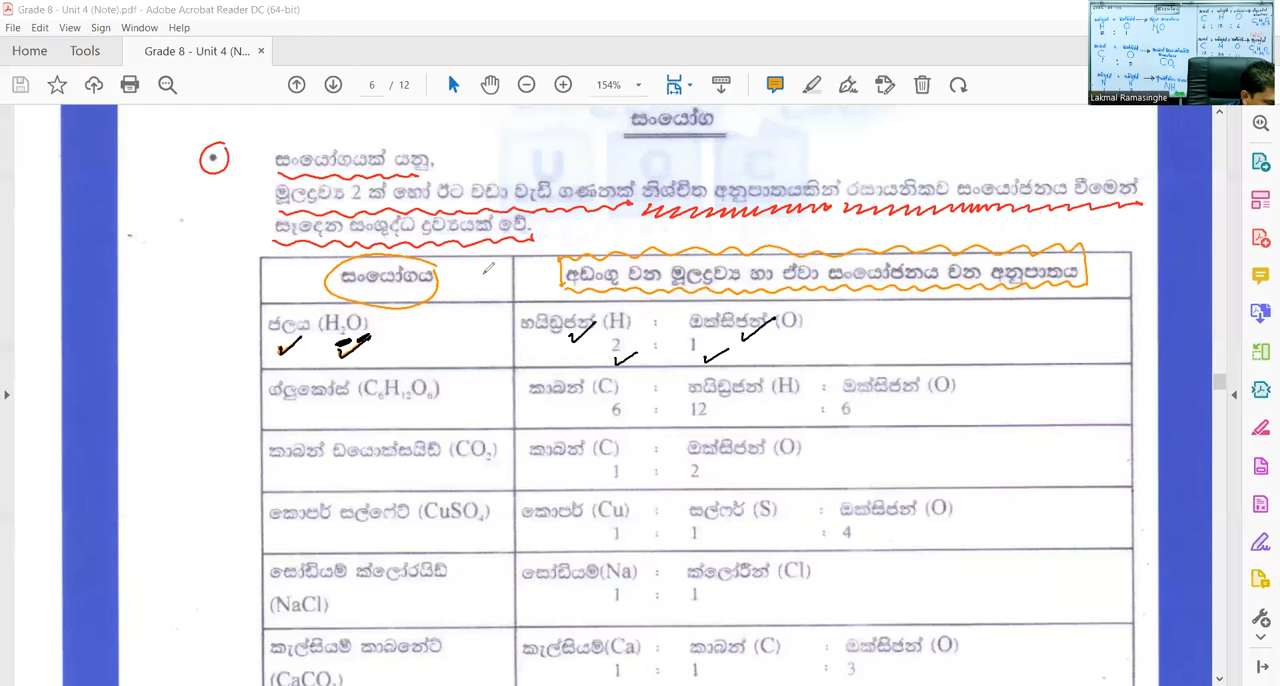 Grade 8 - Unit 4 (Note).pdf - Adobe Acrobat Reader DC (64-bit)
File Edit View Sign Window Help
Home Tools Grade 8 - Unit 4 (N... ×
6 / 12 154%
Lakmal Ramasinghe
සංයෝග
සංයෝගයක් යනු,
මූලද්‍රව්‍ය 2 ක් හෝ ඊට වඩා වැඩි ගණනක් නිශ්චිත අනුපාතයකින් රසායනිකව සංයෝජනය වීමෙන්
සෑදෙන සංශුද්ධ ද්‍රව්‍යයක් වේ.
සංයෝගය අඩංගු වන මූලද්‍රව්‍ය හා ඒවා සංයෝජනය වන අනුපාතය
ජලය (H₂O) හයිඩ්‍රජන් (H) : ඔක්සිජන් (O)
2 : 1
ග්ලුකෝස් (C₆H₁₂O₆) කාබන් (C) : හයිඩ්‍රජන් (H) : ඔක්සිජන් (O)
6 : 12 : 6
කාබන් ඩයොක්සයිඩ් (CO₂) කාබන් (C) : ඔක්සිජන් (O)
1 : 2
කොපර් සල්ෆේට් (CuSO₄) කොපර් (Cu) : සල්ෆර් (S) : ඔක්සිජන් (O)
1 : 1 : 4
සෝඩියම් ක්ලෝරයිඩ් සෝඩියම්(Na) : ක්ලෝරීන් (Cl)
(NaCl) 1 : 1
කැල්සියම් කාබනේට් කැල්සියම්(Ca) : කාබන් (C) : ඔක්සිජන් (O)
(CaCO₃) 1 : 1 : 3